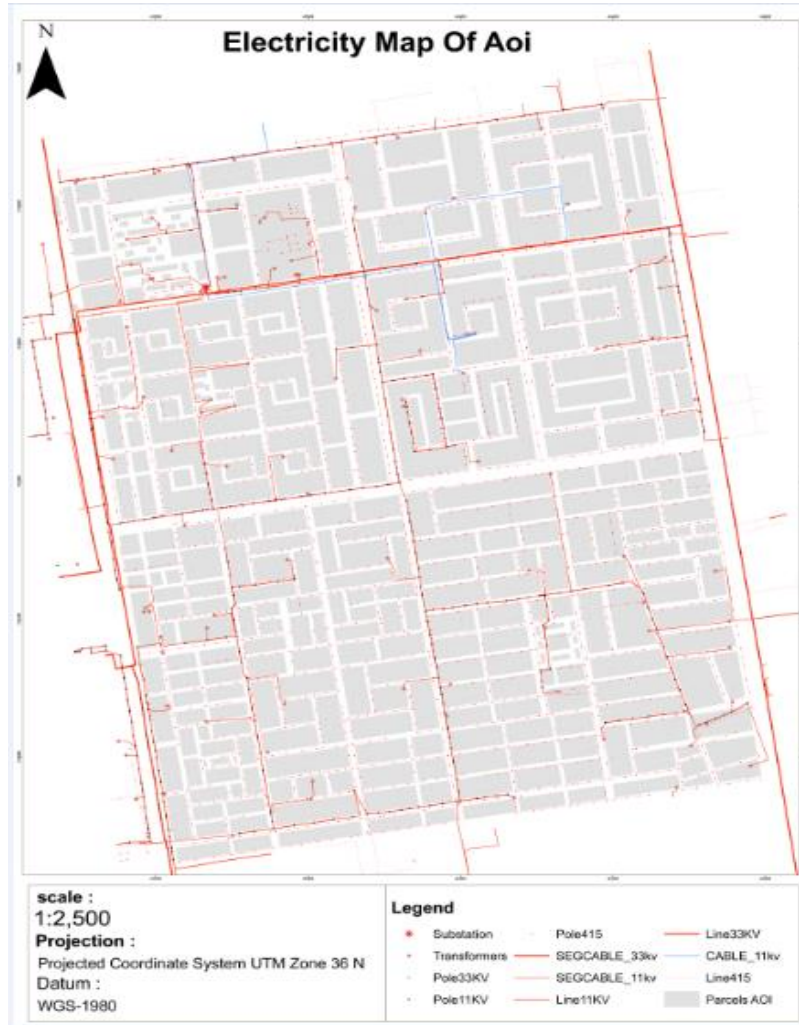 Electricity Map Of Aoi
N
scale :
1:2,500
Projection :
Projected Coordinate System UTM Zone 36 N
Datum :
WGS-1980
Legend
Substation
Transformers
Pole33KV
Pole11KV
Pole415
SEGCABLE_33kv
SEGCABLE_11kv
Line11KV
Line33KV
CABLE_11kv
Line415
Parcels AOI